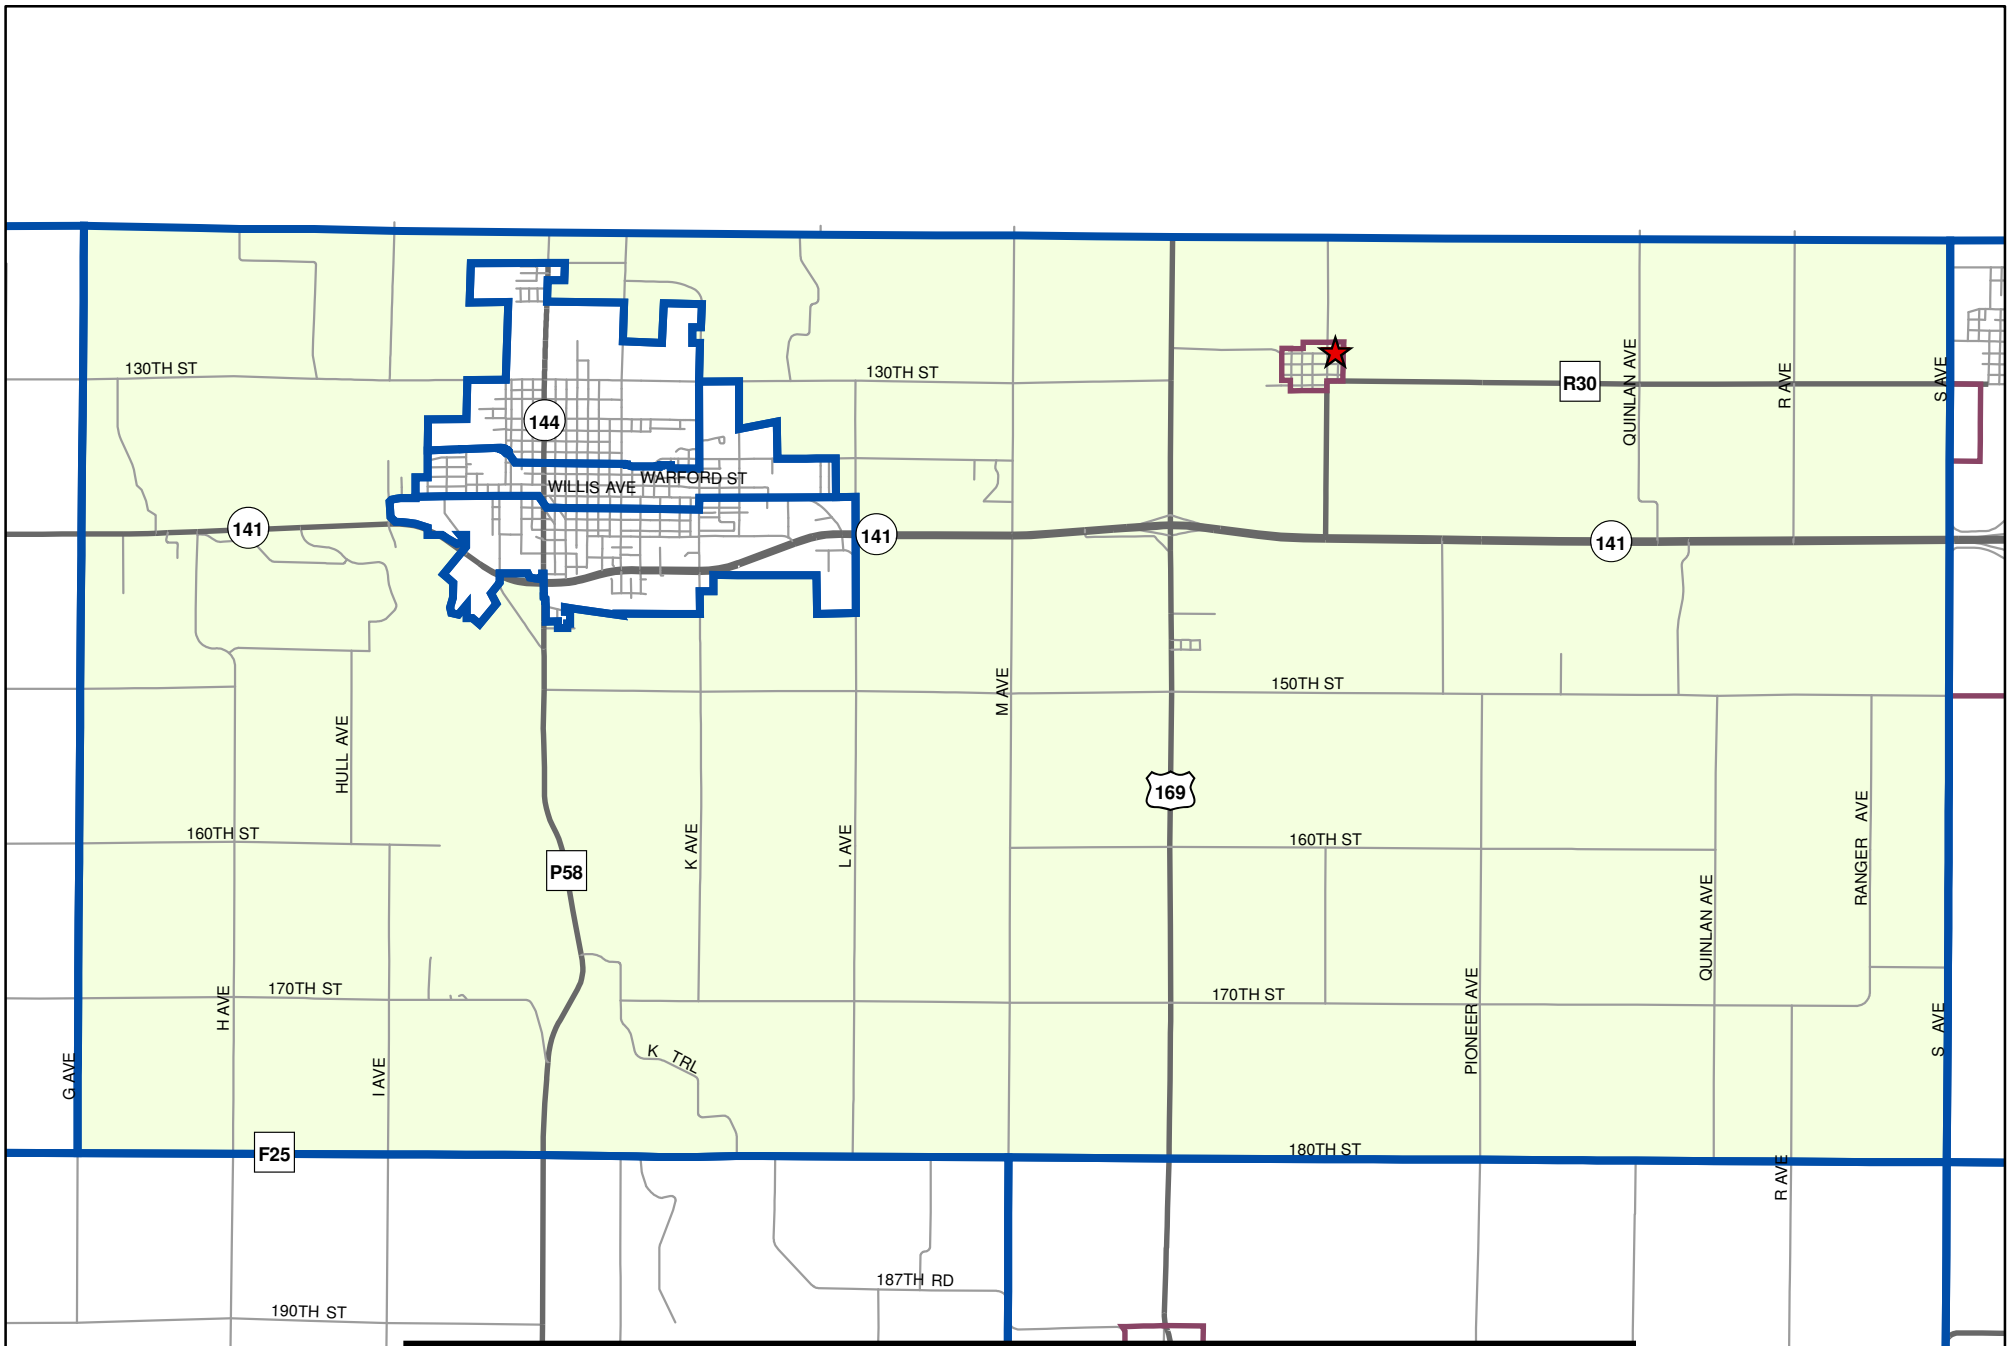 130TH ST
130TH ST
QUINLAN AVE
R AVE
S AVE
R30
144
WARFORD ST
WILLIS AVE
141
141
141
150TH ST
M AVE
HULL AVE
169
160TH ST
160TH ST
K AVE
L AVE
RANGER AVE
P58
QUINLAN AVE
170TH ST
170TH ST
H AVE
PIONEER AVE
S AVE
K TRL
G AVE
I AVE
F25
180TH ST
R AVE
187TH RD
190TH ST